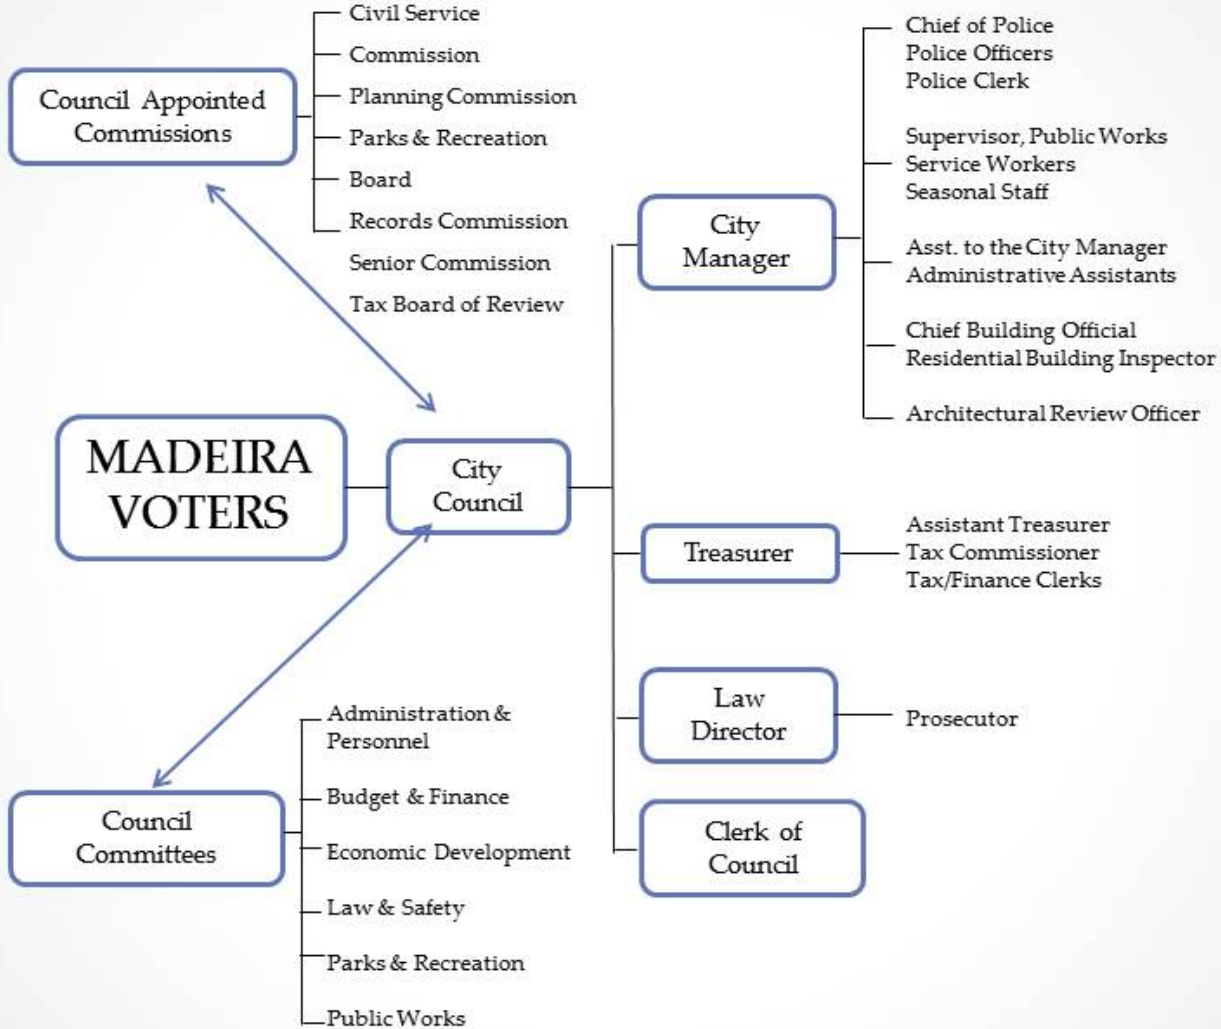 Council Appointed
Commissions
Civil Service
Commission
Planning Commission
Parks & Recreation
Board
Records Commission
Senior Commission
Tax Board of Review
MADEIRA
VOTERS
City
Council
Council
Committees
Administration &
Personnel
Budget & Finance
Economic Development
Law & Safety
Parks & Recreation
Public Works
City
Manager
Chief of Police
Police Officers
Police Clerk
Supervisor, Public Works
Service Workers
Seasonal Staff
Asst. to the City Manager
Administrative Assistants
Chief Building Official
Residential Building Inspector
Architectural Review Officer
Treasurer
Assistant Treasurer
Tax Commissioner
Tax/Finance Clerks
Law
Director
Prosecutor
Clerk of
Council